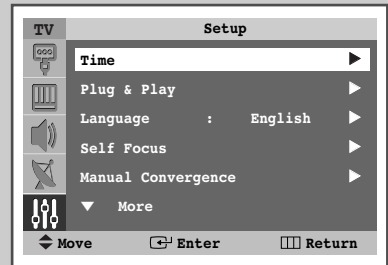 TV Setup
Time ▶
Plug & Play ▶
Language : English ▶
Self Focus ▶
Manual Convergence ▶
▼ More
Move Enter Return